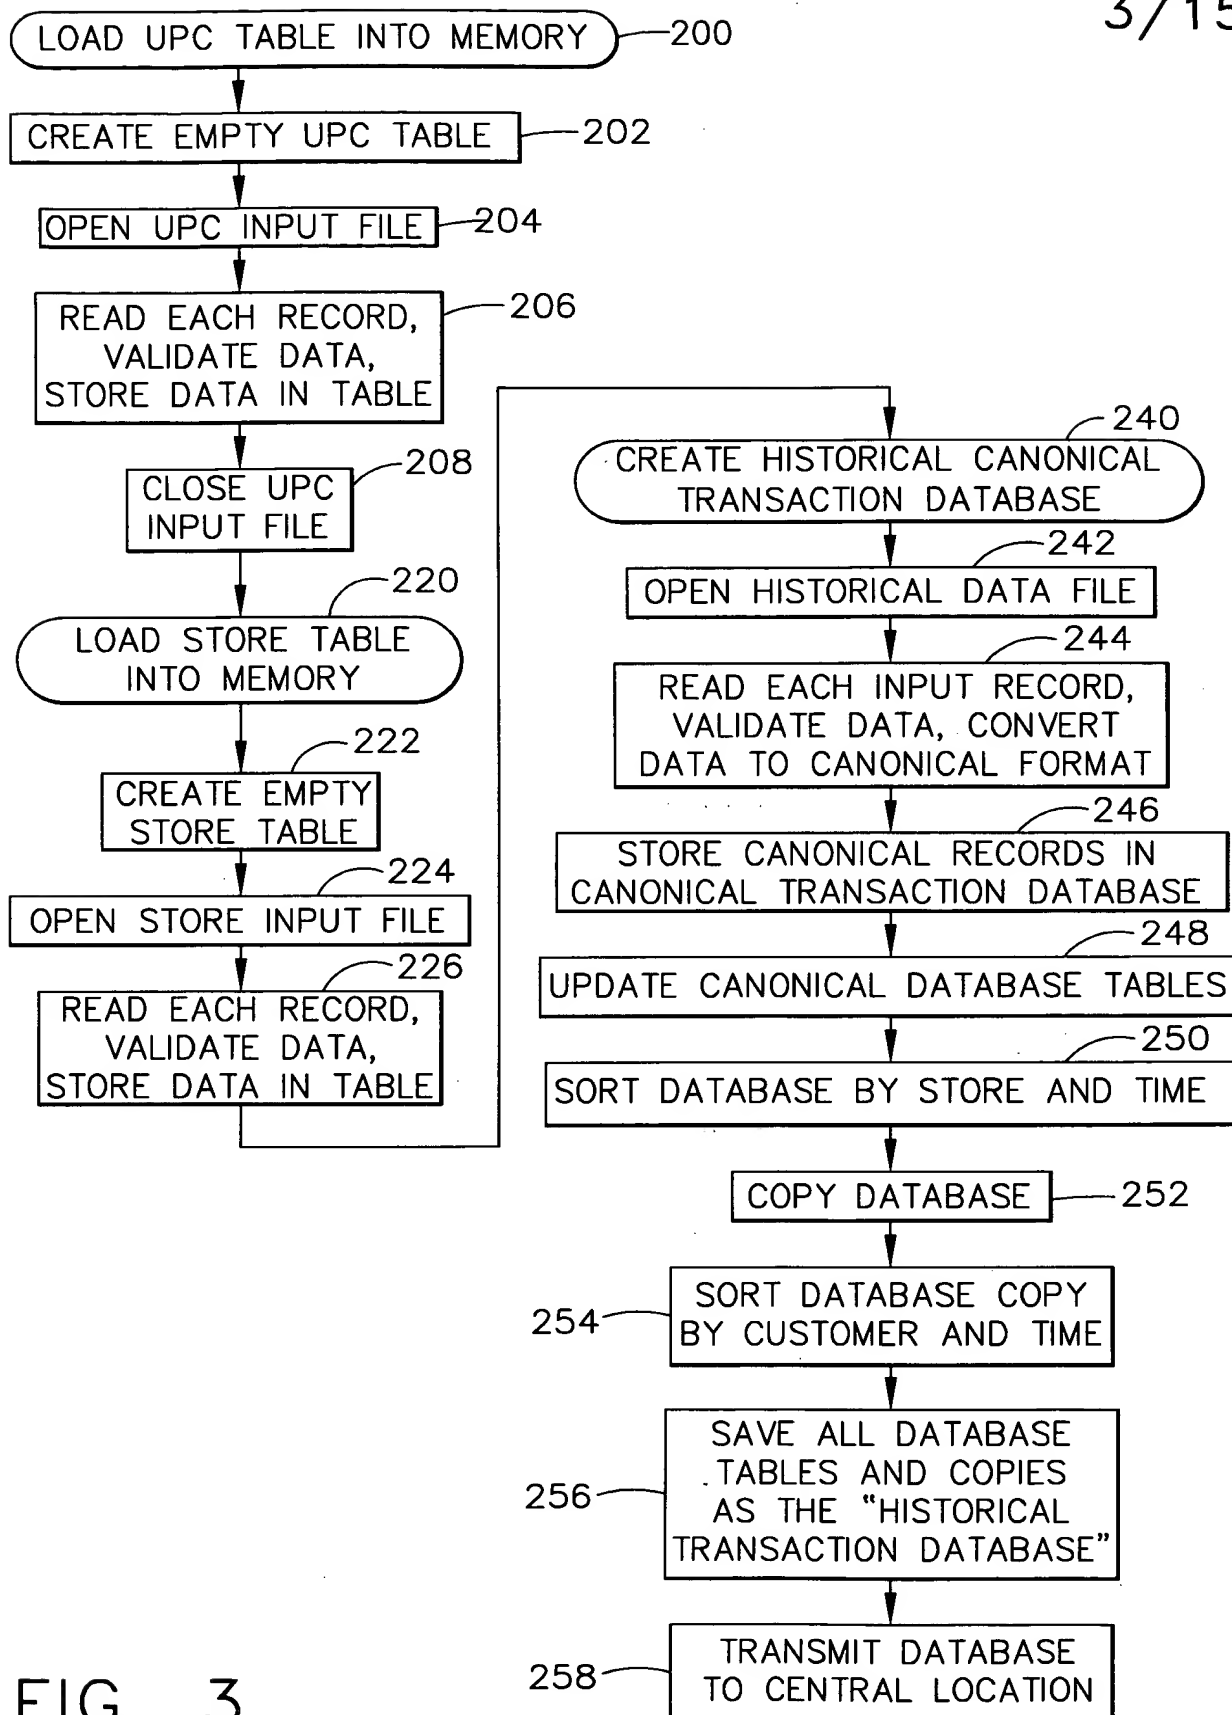 3/15
LOAD UPC TABLE INTO MEMORY
200
CREATE EMPTY UPC TABLE
202
OPEN UPC INPUT FILE
204
READ EACH RECORD,
VALIDATE DATA,
STORE DATA IN TABLE
206
CLOSE UPC
INPUT FILE
208
LOAD STORE TABLE
INTO MEMORY
220
CREATE EMPTY
STORE TABLE
222
OPEN STORE INPUT FILE
224
READ EACH RECORD,
VALIDATE DATA,
STORE DATA IN TABLE
226
CREATE HISTORICAL CANONICAL
TRANSACTION DATABASE
240
OPEN HISTORICAL DATA FILE
242
READ EACH INPUT RECORD,
VALIDATE DATA, CONVERT
DATA TO CANONICAL FORMAT
244
STORE CANONICAL RECORDS IN
CANONICAL TRANSACTION DATABASE
246
UPDATE CANONICAL DATABASE TABLES
248
SORT DATABASE BY STORE AND TIME
250
COPY DATABASE
252
SORT DATABASE COPY
BY CUSTOMER AND TIME
254
SAVE ALL DATABASE
TABLES AND COPIES
AS THE "HISTORICAL
TRANSACTION DATABASE"
256
TRANSMIT DATABASE
TO CENTRAL LOCATION
258
FIG. 3